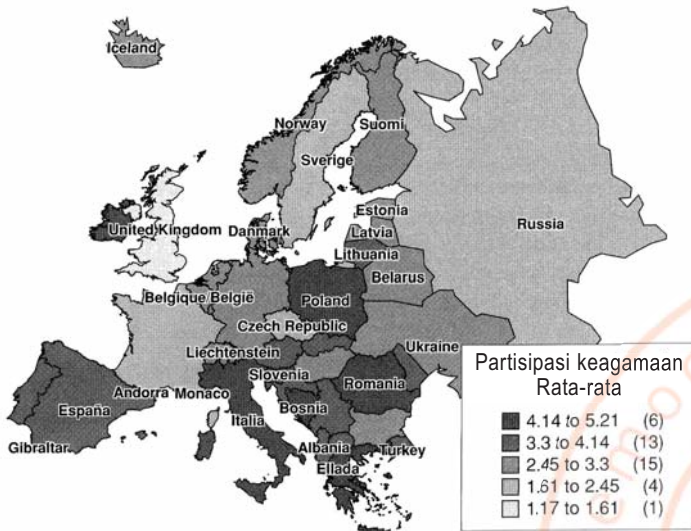 Iceland
Norway
Suomi
Sverige
Estonia
Russia
United Kingdom
Danmark
Latvia
Lithuania
Belarus
Belgique/België
Poland
Czech Republic
Ukraine
Liechtenstein
Slovenia
Romania
Andorra
Monaco
España
Italia
Bosnia
Gibraltar
Albania
Turkey
Ellada
Partisipasi keagamaan
Rata-rata
4.14 to 5.21 (6)
3.3 to 4.14 (13)
2.45 to 3.3 (15)
1.61 to 2.45 (4)
1.17 to 1.61 (1)